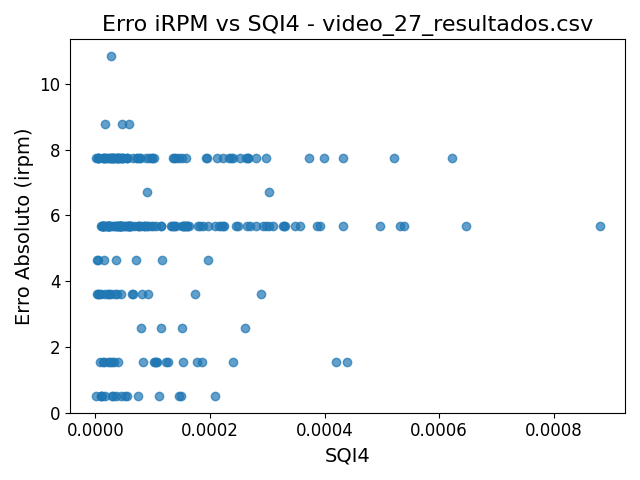 Erro iRPM vs SQI4 - video_27_resultados.csv
Erro Absoluto (irpm)
10
8
6
4
2
0
0.0000 0.0002 0.0004 0.0006 0.0008
SQI4